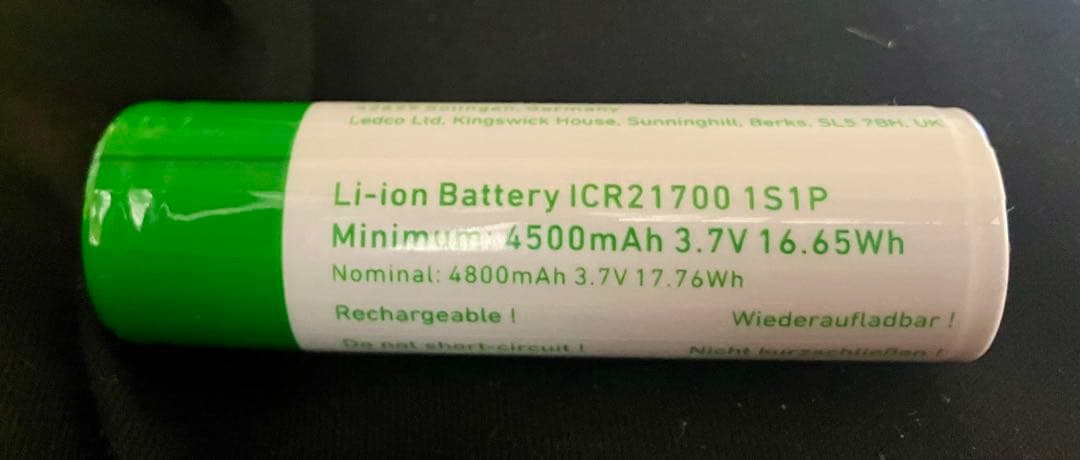 42699 Solingen, Germany
Ledco Ltd, Kingswick House, Sunninghill, Berks. SL5 7BH, UK
Li-ion Battery ICR21700 1S1P
Minimum: 4500mAh 3.7V 16.65Wh
Nominal: 4800mAh 3.7V 17.76Wh
Rechargeable ! Wiederaufladbar !
Do not short-circuit ! Nicht kurzschließen !